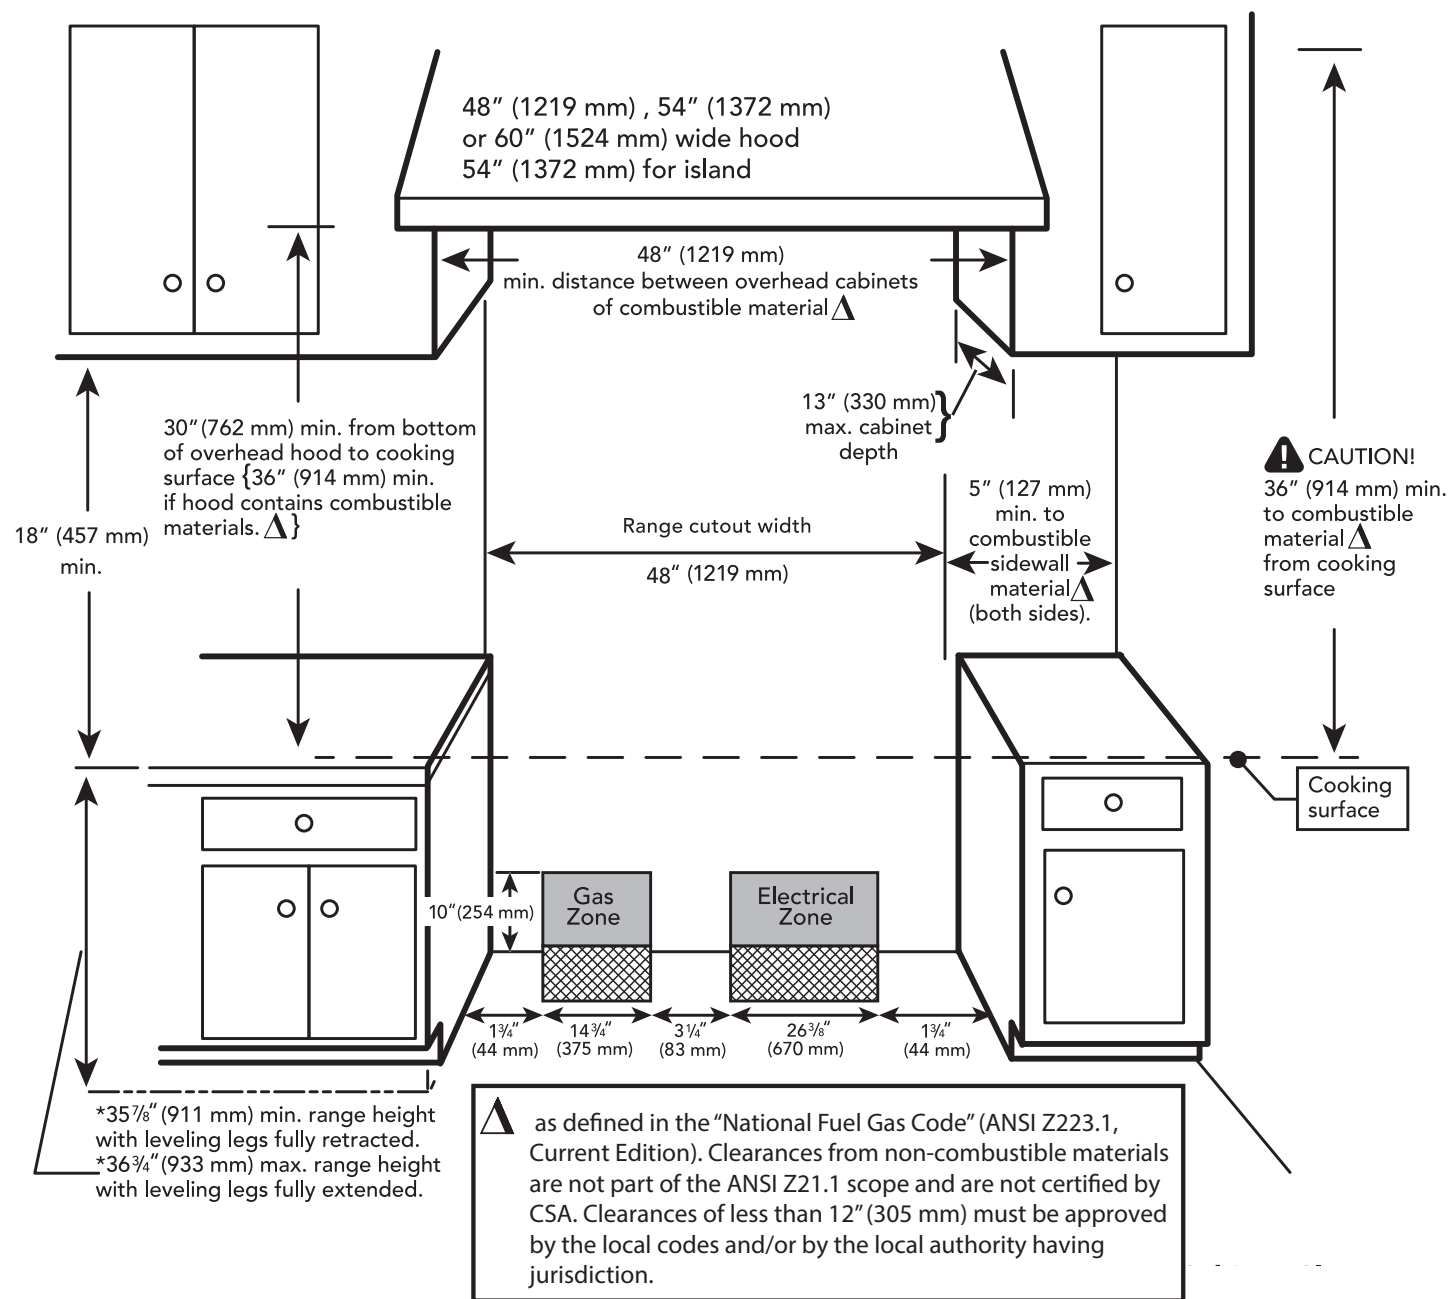 48" (1219 mm) , 54" (1372 mm)
or 60" (1524 mm) wide hood
54" (1372 mm) for island
48" (1219 mm)
min. distance between overhead cabinets
of combustible material Δ
13" (330 mm)
max. cabinet
depth
30" (762 mm) min. from bottom
of overhead hood to cooking
surface {36" (914 mm) min.
if hood contains combustible
materials. Δ }
18" (457 mm)
min.
Range cutout width
48" (1219 mm)
5" (127 mm)
min. to
combustible
sidewall
material Δ
(both sides).
CAUTION!
36" (914 mm) min.
to combustible
material Δ
from cooking
surface
Cooking
surface
Gas
Zone
Electrical
Zone
10" (254 mm)
1¾"
(44 mm)
14¾"
(375 mm)
3¼"
(83 mm)
26⅜"
(670 mm)
1¾"
(44 mm)
*35⅞" (911 mm) min. range height
with leveling legs fully retracted.
*36¾" (933 mm) max. range height
with leveling legs fully extended.
Δ as defined in the "National Fuel Gas Code" (ANSI Z223.1,
Current Edition). Clearances from non-combustible materials
are not part of the ANSI Z21.1 scope and are not certified by
CSA. Clearances of less than 12" (305 mm) must be approved
by the local codes and/or by the local authority having
jurisdiction.